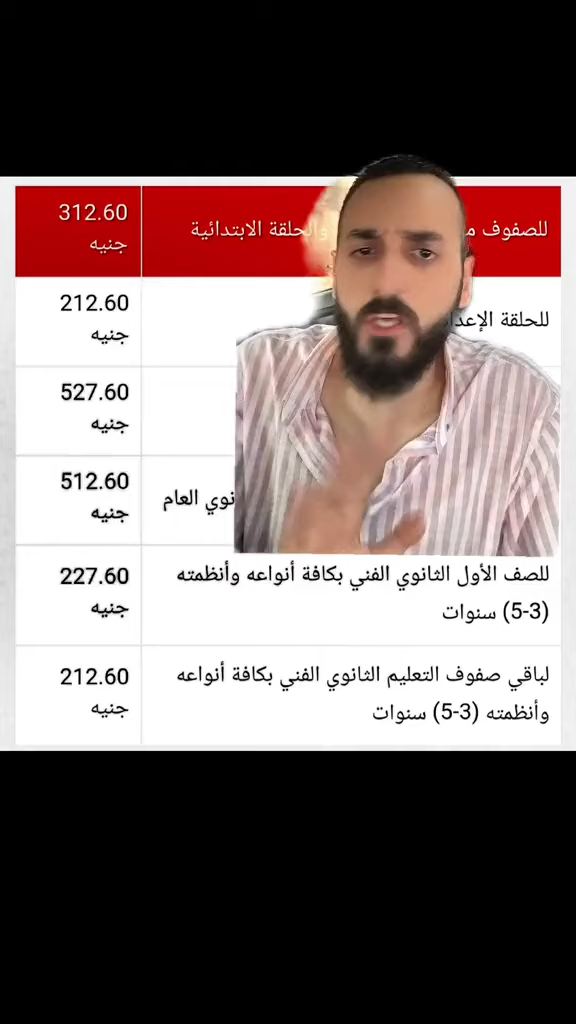 للصفوف والحلقة الابتدائية
312.60
جنيه
للحلقة
212.60
جنيه
527.60
جنيه
العام
512.60
جنيه
للصف الأول الثانوي الفني بكافة أنواعه وأنظمته
(3-5) سنوات
227.60
جنيه
لباقي صفوف التعليم الثانوي الفني بكافة أنواعه
وأنظمته (3-5) سنوات
212.60
جنيه